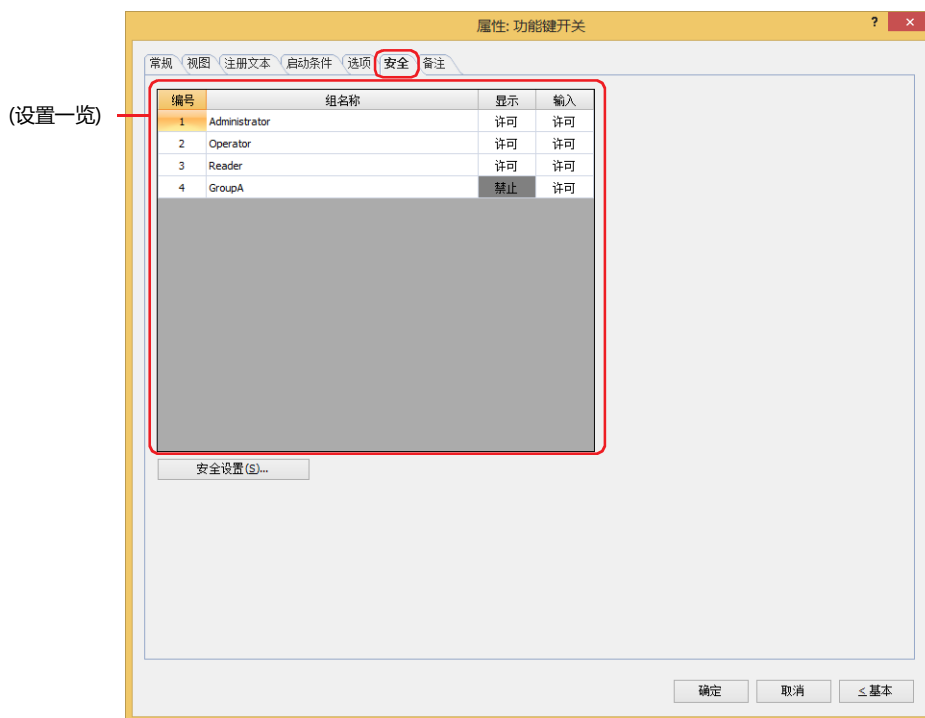 属性: 功能键开关 ? ×
常规 视图 注册文本 启动条件 选项 安全 备注
(设置一览)
编号 组名称 显示 输入
1 Administrator 许可 许可
2 Operator 许可 许可
3 Reader 许可 许可
4 GroupA 禁止 许可
安全设置(S)...
确定 取消 ≤基本